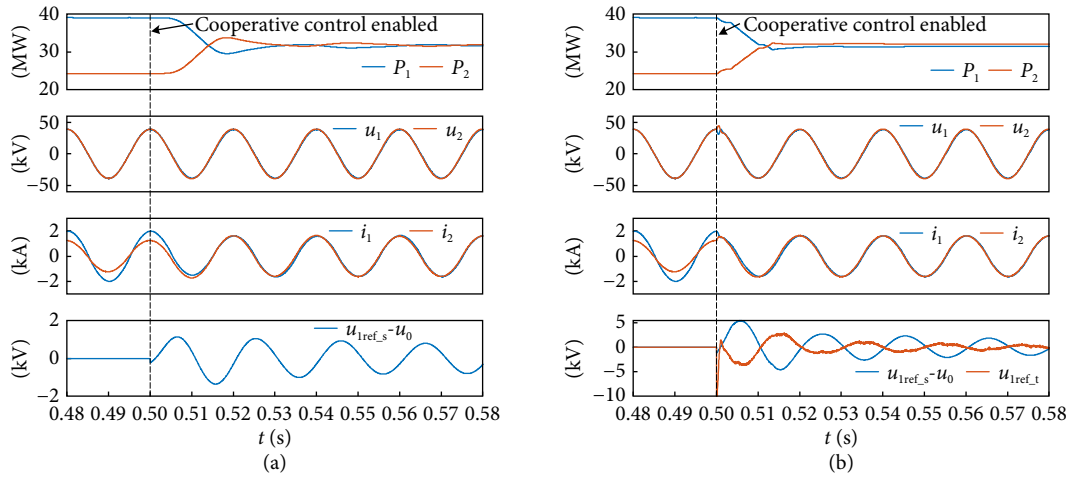 40
30
20
(MW)
Cooperative control enabled
P1 P2
50
0
−50
(kV)
u1 u2
2
0
−2
(kA)
i1 i2
2
0
2
(kV)
u1ref_s-u0
0.48 0.49 0.50 0.51 0.52 0.53 0.54 0.55 0.56 0.57 0.58
t (s)
(a)
40
30
20
(MW)
Cooperative control enabled
P1 P2
50
0
−50
(kV)
u1 u2
2
0
−2
(kA)
i1 i2
5
0
−5
−10
(kV)
u1ref_s-u0 u1ref_t
0.48 0.49 0.50 0.51 0.52 0.53 0.54 0.55 0.56 0.57 0.58
t (s)
(b)